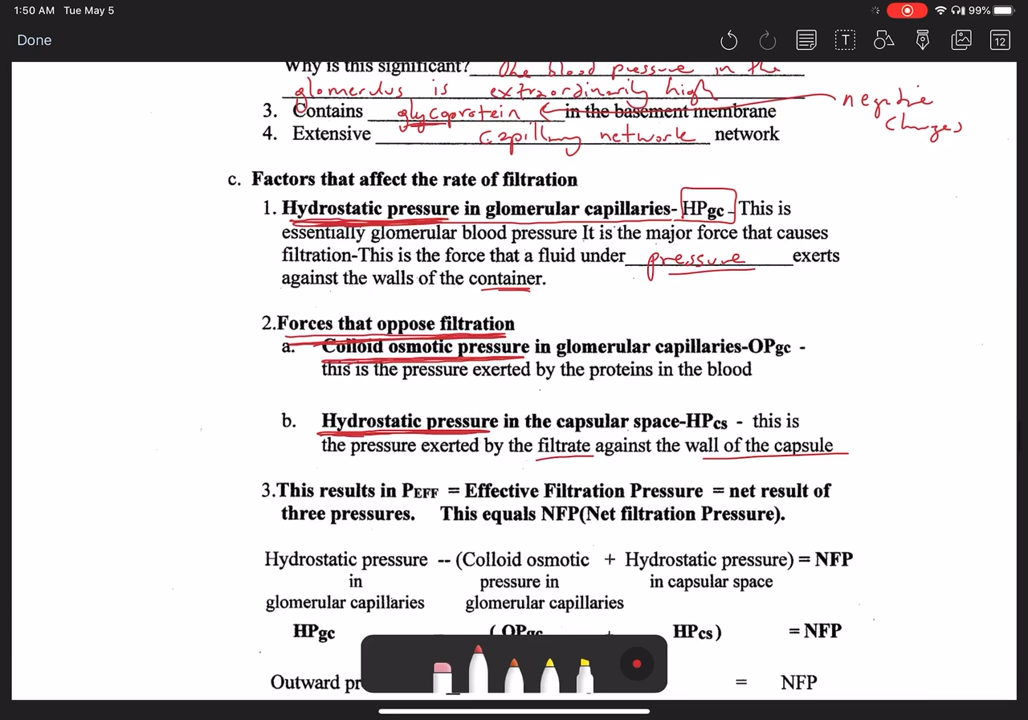 1:50 AM Tue May 5
99%
Done
T
12
Why is this significant? The blood pressure in the
glomerulus is extraordinarily high
3. Contains glycoprotein in the basement membrane
negative
charges
4. Extensive capillary network network
c. Factors that affect the rate of filtration
1. Hydrostatic pressure in glomerular capillaries- HPgc - This is
essentially glomerular blood pressure It is the major force that causes
filtration-This is the force that a fluid under pressure exerts
against the walls of the container.
2.Forces that oppose filtration
a. Colloid osmotic pressure in glomerular capillaries-OPgc -
this is the pressure exerted by the proteins in the blood
b. Hydrostatic pressure in the capsular space-HPcs - this is
the pressure exerted by the filtrate against the wall of the capsule
3.This results in PEFF = Effective Filtration Pressure = net result of
three pressures. This equals NFP(Net filtration Pressure).
Hydrostatic pressure -- (Colloid osmotic + Hydrostatic pressure) = NFP
in pressure in in capsular space
glomerular capillaries glomerular capillaries
HPgc ( OPgc + HPcs) = NFP
Outward pr = NFP